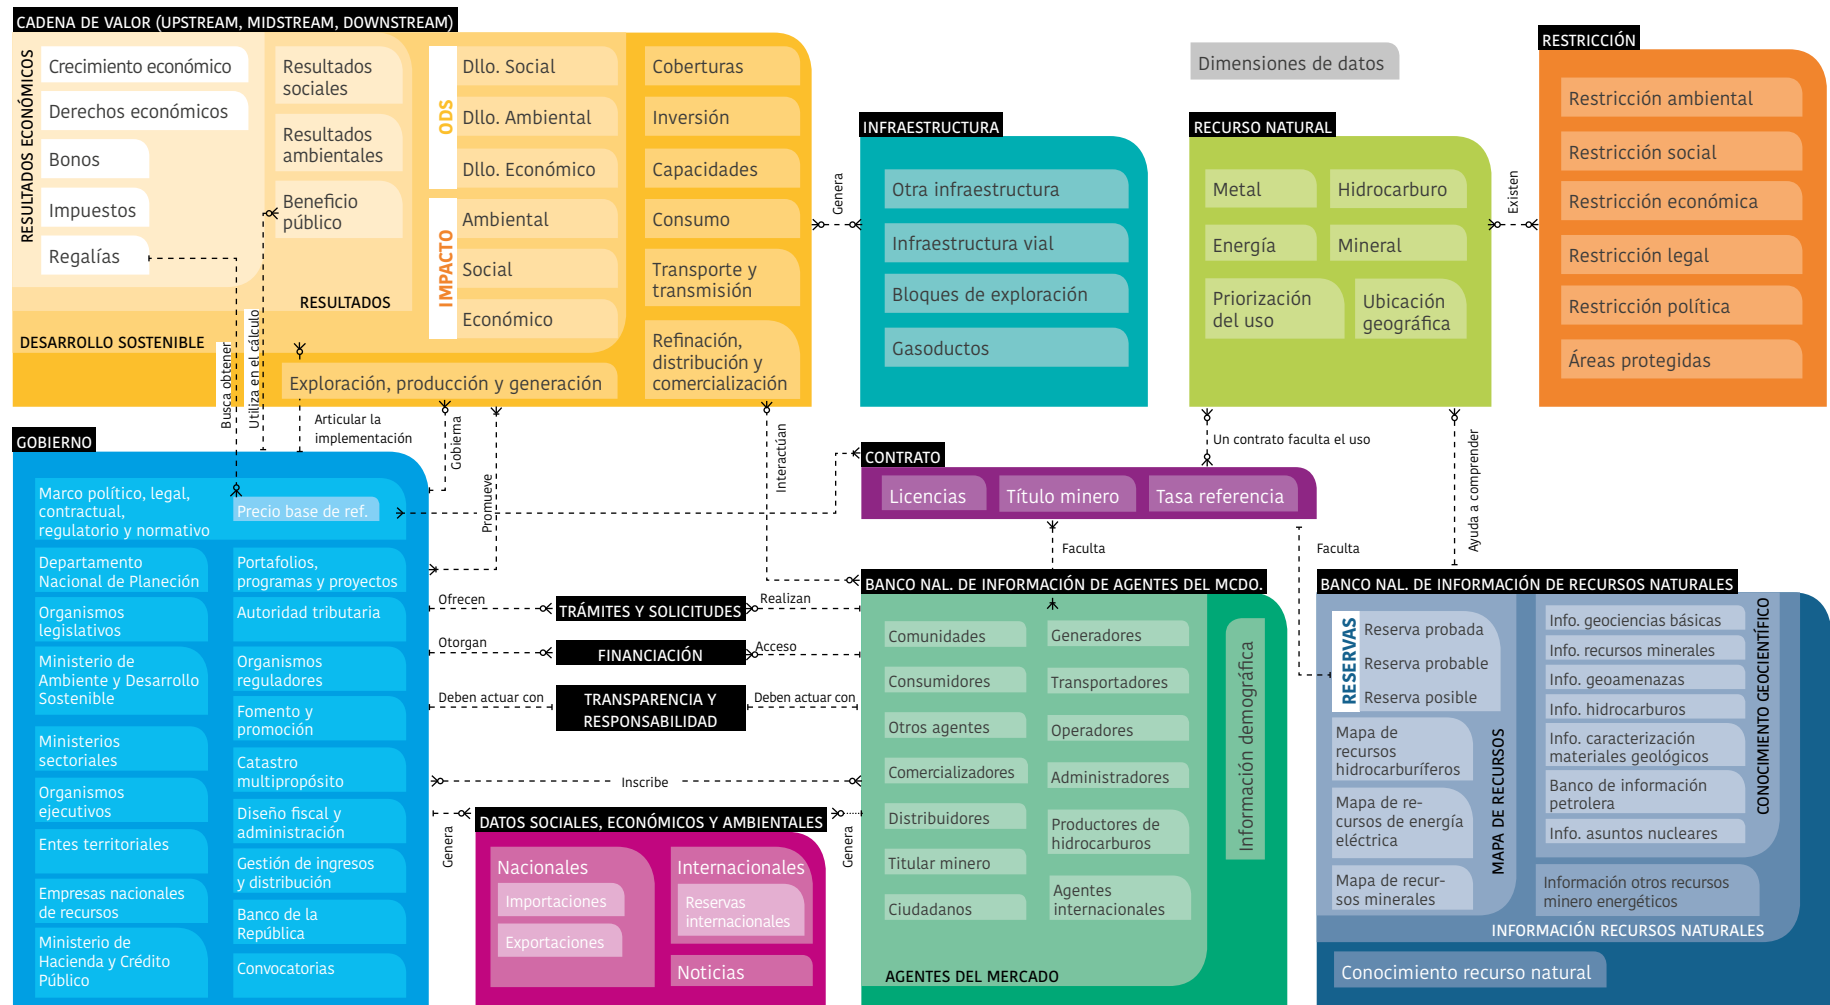 CADENA DE VALOR (UPSTREAM, MIDSTREAM, DOWNSTREAM)
RESULTADOS ECONÓMICOS
Crecimiento económico
Derechos económicos
Bonos
Impuestos
Regalías
Resultados
sociales
Resultados
ambientales
Beneficio
público
RESULTADOS
DESARROLLO SOSTENIBLE
ODS
Dllo. Social
Dllo. Ambiental
Dllo. Económico
IMPACTO
Ambiental
Social
Económico
Exploración, producción y generación
Coberturas
Inversión
Capacidades
Consumo
Transporte y
transmisión
Refinación,
distribución y
comercialización
Genera
INFRAESTRUCTURA
Otra infraestructura
Infraestructura vial
Bloques de exploración
Gasoductos
Dimensiones de datos
RECURSO NATURAL
Metal
Hidrocarburo
Energía
Mineral
Priorización
del uso
Ubicación
geográfica
Existen
RESTRICCIÓN
Restricción ambiental
Restricción social
Restricción económica
Restricción legal
Restricción política
Áreas protegidas
Busca obtener
Utiliza en el cálculo
Articular la
implementación
Gobierna
Promueve
Interactúan
Un contrato faculta el uso
Ayuda a comprender
GOBIERNO
Marco político, legal,
contractual,
regulatorio y normativo
Precio base de ref.
Departamento
Nacional de Planeción
Organismos
legislativos
Ministerio de
Ambiente y Desarrollo
Sostenible
Ministerios
sectoriales
Organismos
ejecutivos
Entes territoriales
Empresas nacionales
de recursos
Ministerio de
Hacienda y Crédito
Público
Portafolios,
programas y proyectos
Autoridad tributaria
Organismos
reguladores
Fomento y
promoción
Catastro
multipropósito
Diseño fiscal y
administración
Gestión de ingresos
y distribución
Banco de la
República
Convocatorias
CONTRATO
Licencias
Título minero
Tasa referencia
Faculta
Faculta
Ofrecen
TRÁMITES Y SOLICITUDES
Realizan
Otorgan
FINANCIACIÓN
Acceso
Deben actuar con
TRANSPARENCIA Y
RESPONSABILIDAD
Deben actuar con
Inscribe
Genera
DATOS SOCIALES, ECONÓMICOS Y AMBIENTALES
Genera
Nacionales
Importaciones
Exportaciones
Internacionales
Reservas
internacionales
Noticias
BANCO NAL. DE INFORMACIÓN DE AGENTES DEL MCDO.
Comunidades
Consumidores
Otros agentes
Comercializadores
Distribuidores
Titular minero
Ciudadanos
Generadores
Transportadores
Operadores
Administradores
Productores de
hidrocarburos
Agentes
internacionales
AGENTES DEL MERCADO
Información demográfica
BANCO NAL. DE INFORMACIÓN DE RECURSOS NATURALES
RESERVAS
Reserva probada
Reserva probable
Reserva posible
Mapa de
recursos
hidrocarburíferos
Mapa de re-
cursos de energía
eléctrica
Mapa de recur-
sos minerales
MAPA DE RECURSOS
Info. geociencias básicas
Info. recursos minerales
Info. geoamenazas
Info. hidrocarburos
Info. caracterización
materiales geológicos
Banco de información
petrolera
Info. asuntos nucleares
CONOCIMIENTO GEOCIENTÍFICO
Información otros recursos
minero energéticos
INFORMACIÓN RECURSOS NATURALES
Conocimiento recurso natural